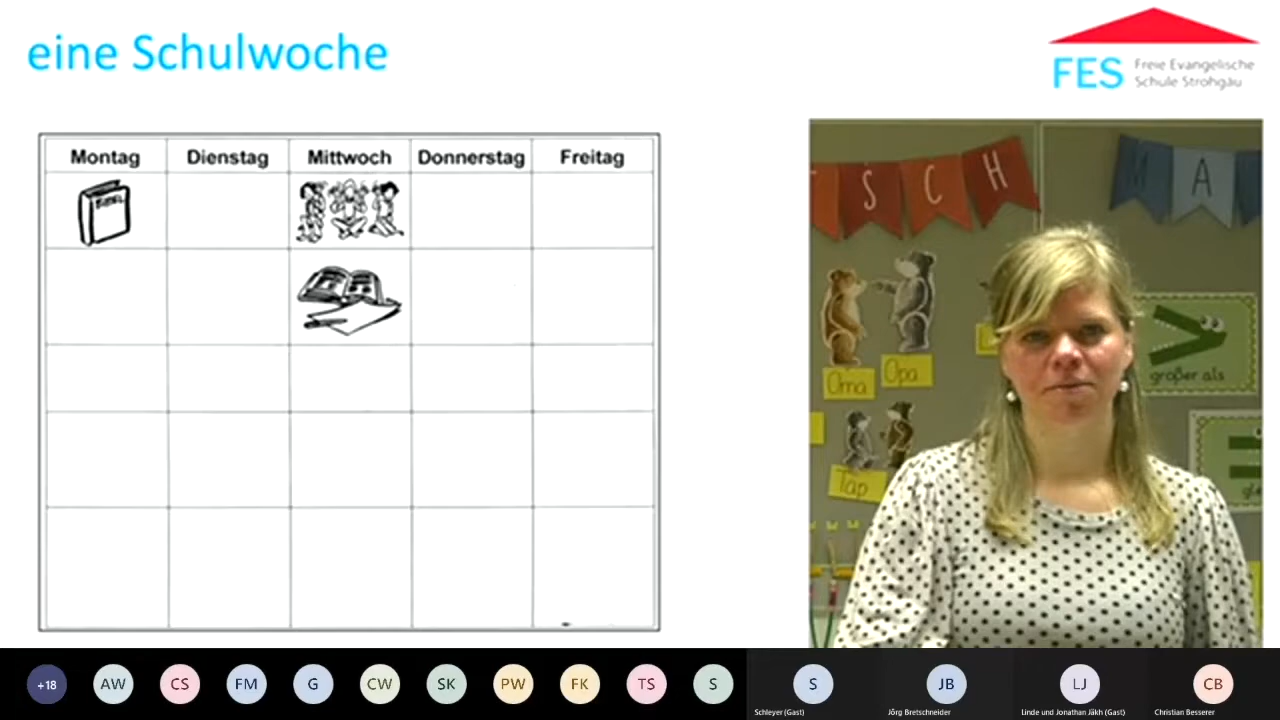 eine Schulwoche
FES
Freie Evangelische
Schule Strohgäu
Montag Dienstag Mittwoch Donnerstag Freitag
BIBEL
S C H
M A
Oma
Opa
größer als
Tap
+18 AW CS FM G CW SK PW FK TS S S JB LJ CB
Schleyer (Gast) Jörg Bretschneider Linde und Jonathan Jäkh (Gast) Christian Besserer